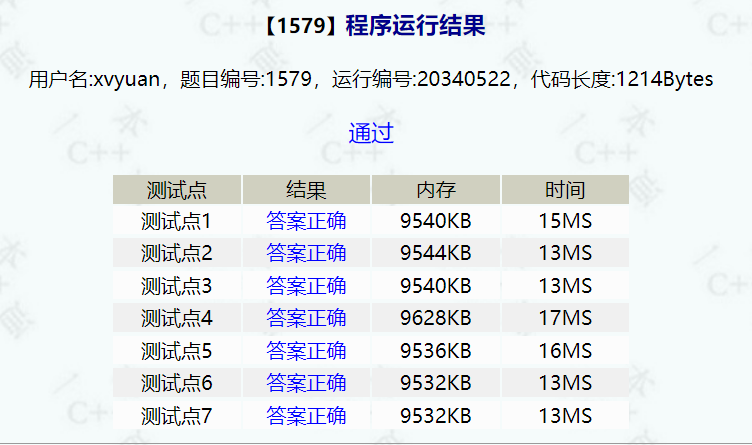 【1579】程序运行结果
用户名:xvyuan，题目编号:1579，运行编号:20340522，代码长度:1214Bytes
通过
测试点 结果 内存 时间
测试点1 答案正确 9540KB 15MS
测试点2 答案正确 9544KB 13MS
测试点3 答案正确 9540KB 13MS
测试点4 答案正确 9628KB 17MS
测试点5 答案正确 9536KB 16MS
测试点6 答案正确 9532KB 13MS
测试点7 答案正确 9532KB 13MS